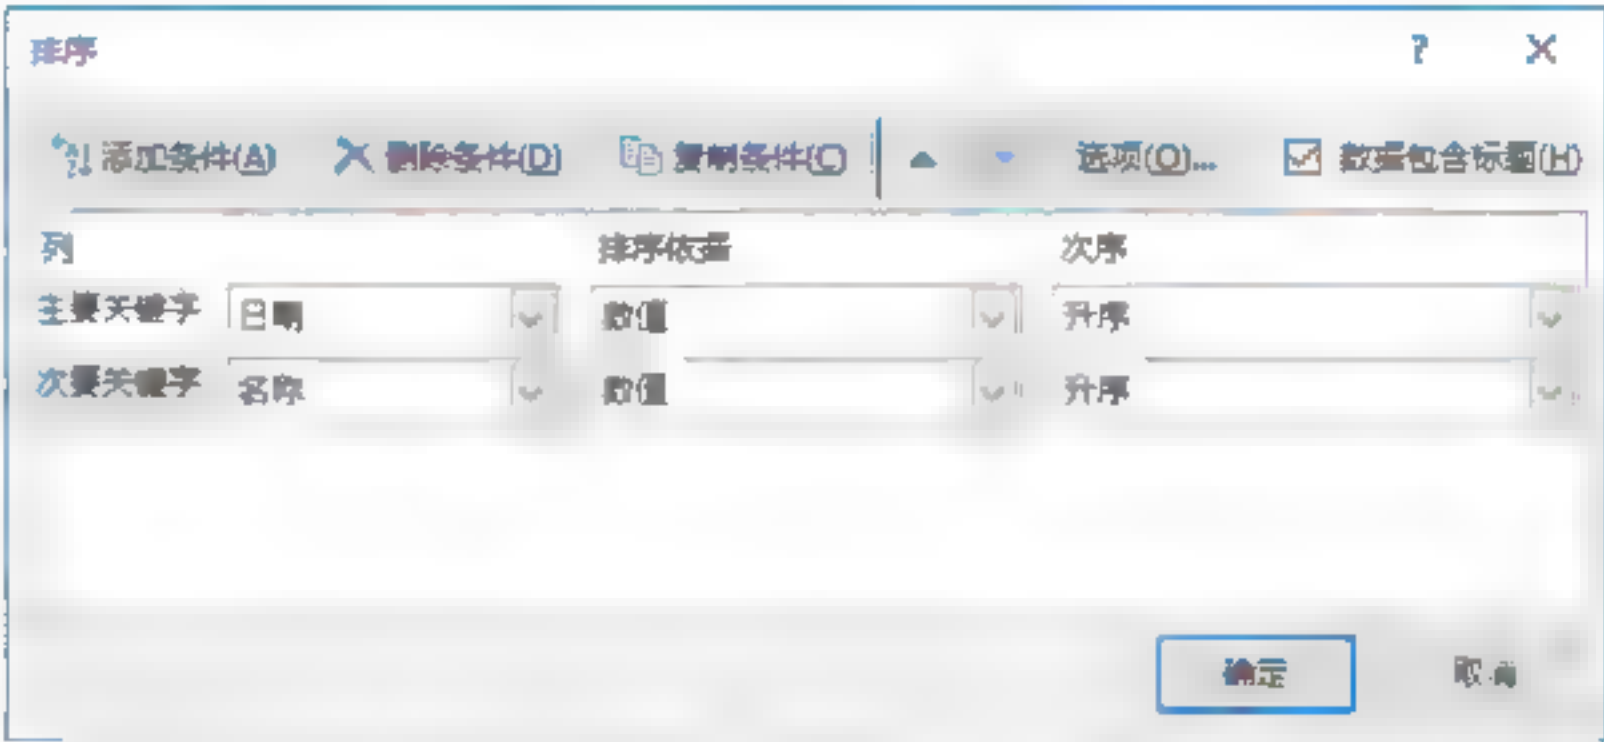 排序 ?
添加条件(A) 删除条件(D) 复制条件(C) 选项(O)... 数据包含标题(H)
列 排序依据 次序
主要关键字 日期 数值 升序
次要关键字 名称 数值 升序
确定 取消